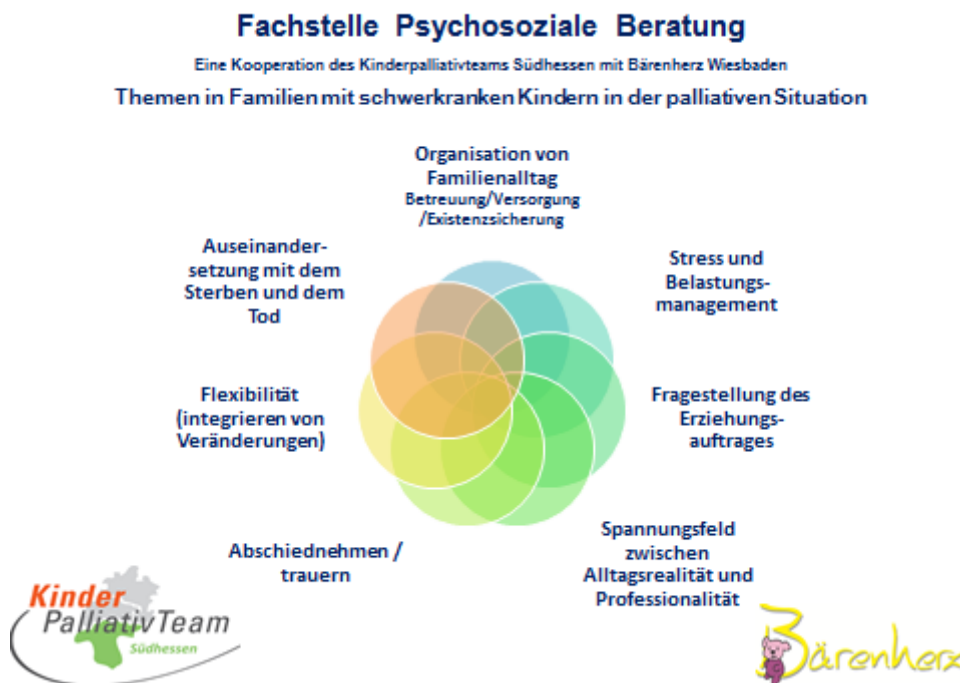 Fachstelle Psychosoziale Beratung
Eine Kooperation des Kinderpalliativteams Südhessen mit Bärenherz Wiesbaden
Themen in Familien mit schwerkranken Kindern in der palliativen Situation
Organisation von
Familienalltag
Betreuung/Versorgung
/Existenzsicherung
Stress und
Belastungs-
management
Fragestellung des
Erziehungs-
auftrages
Spannungsfeld
zwischen
Alltagsrealität und
Professionalität
Abschiednehmen /
trauern
Flexibilität
(integrieren von
Veränderungen)
Auseinander-
setzung mit dem
Sterben und dem
Tod
Kinder
PalliativTeam
Südhessen
Bärenherz